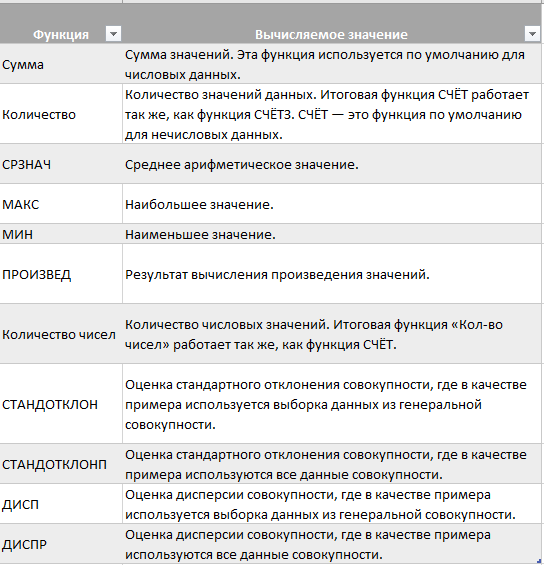 Функция Вычисляемое значение
Сумма
Сумма значений. Эта функция используется по умолчанию для
числовых данных.
Количество
Количество значений данных. Итоговая функция СЧЁТ работает
так же, как функция СЧЁТЗ. СЧЁТ — это функция по умолчанию
для нечисловых данных.
СРЗНАЧ Среднее арифметическое значение.
МАКС Наибольшее значение.
МИН Наименьшее значение.
ПРОИЗВЕД Результат вычисления произведения значений.
Количество чисел
Количество числовых значений. Итоговая функция «Кол-во
чисел» работает так же, как функция СЧЁТ.
СТАНДОТКЛОН
Оценка стандартного отклонения совокупности, где в качестве
примера используется выборка данных из генеральной
совокупности.
СТАНДОТКЛОНП
Оценка стандартного отклонения совокупности, где в качестве
примера используются все данные совокупности.
ДИСП
Оценка дисперсии совокупности, где в качестве примера
используется выборка данных из генеральной совокупности.
ДИСПР
Оценка дисперсии совокупности, где в качестве примера
используются все данные совокупности.